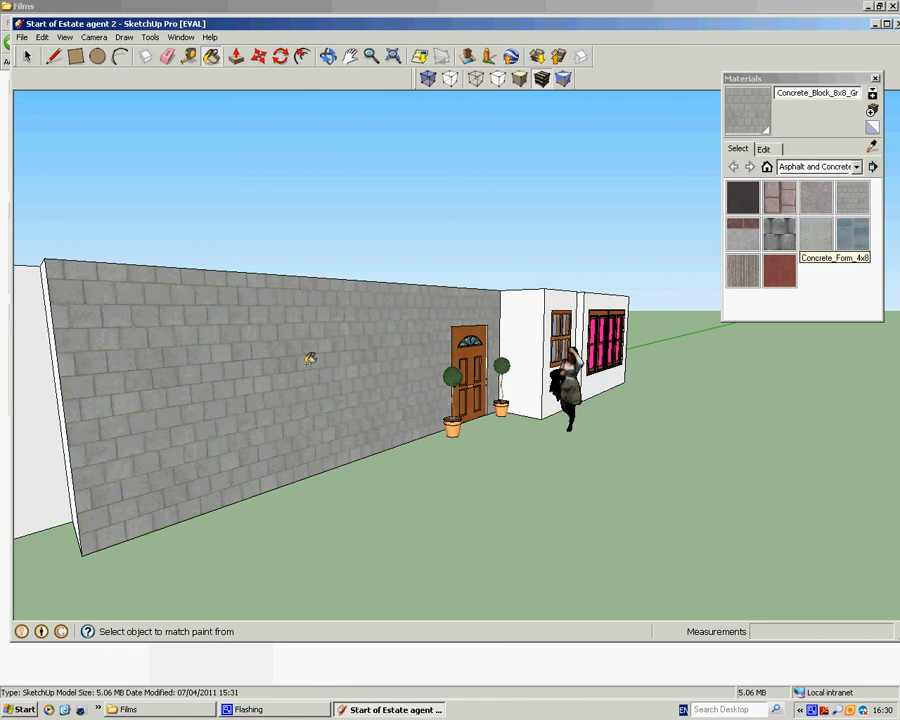 Films
Start of Estate agent 2 - SketchUp Pro [EVAL]
File Edit View Camera Draw Tools Window Help
Materials
Concrete_Block_8x8_Gr
Select Edit
Asphalt and Concrete
Concrete_Form_4x8
Select object to match paint from
Measurements
Type: SketchUp Model Size: 5.06 MB Date Modified: 07/04/2011 15:31
5.06 MB
Local intranet
Start
Films
Flashing
Start of Estate agent ...
EN
Search Desktop
16:30